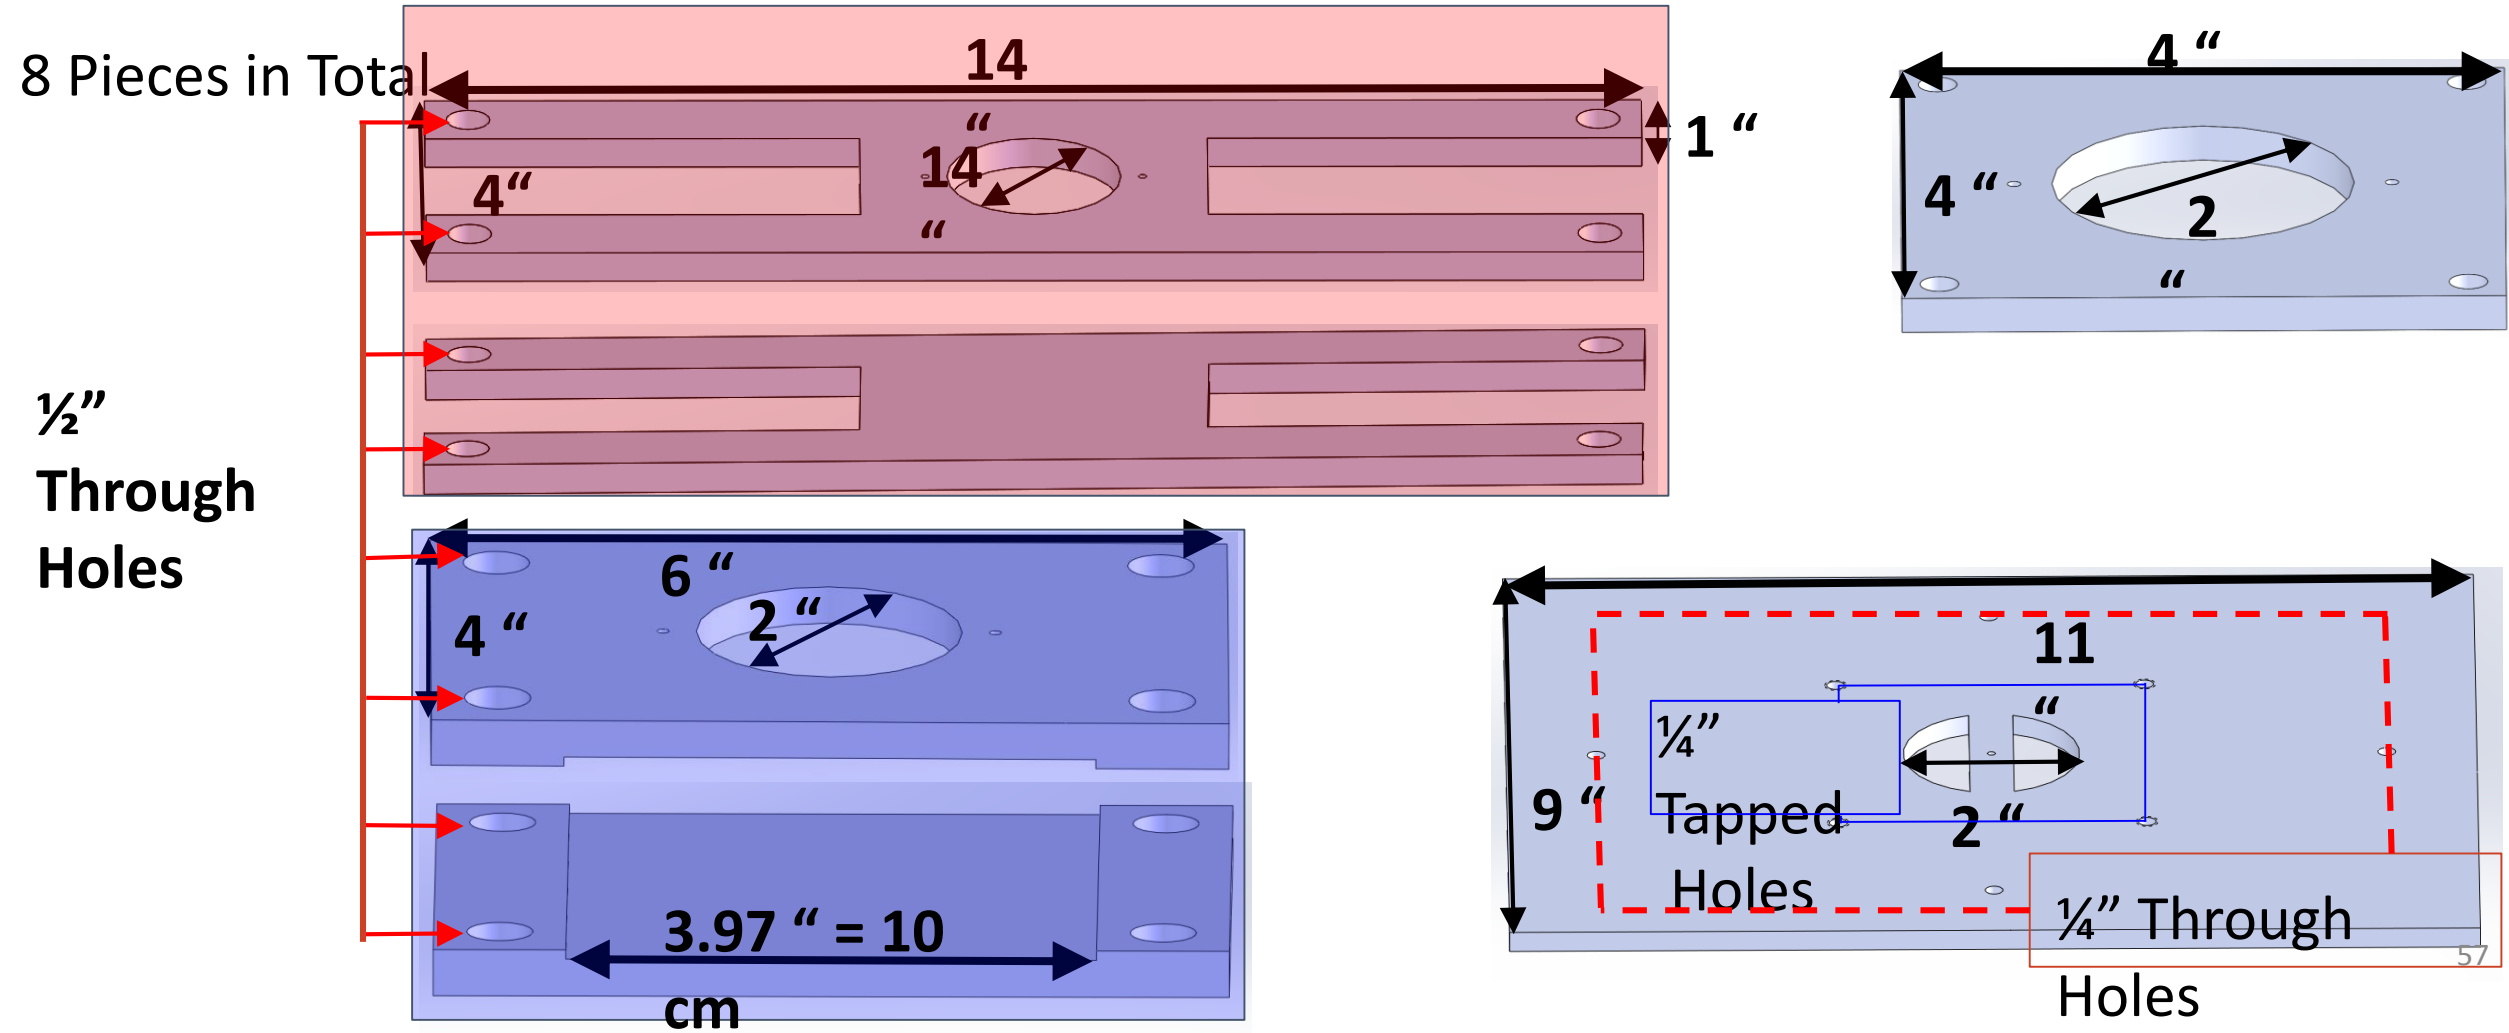 8 Pieces in Total
14
“
1 “
4“
14
“
4 “
4 “
2
“
½”
Through
Holes
6 “
2 “
4 “
3.97 “ = 10
cm
11
“
¼”
Tapped
Holes
9 “
2 “
¼” Through
Holes
57